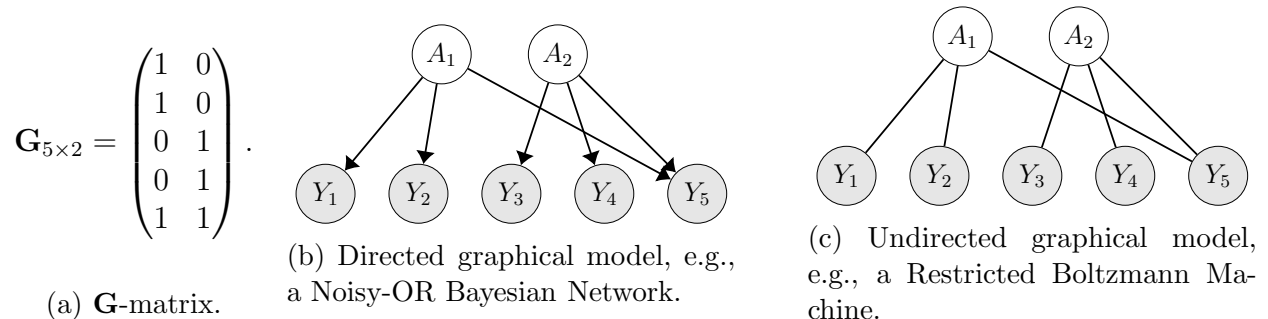 G5×2 =
1 0
1 0
0 1
0 1
1 1
.
(a) G-matrix.
A1 A2
Y1 Y2 Y3 Y4 Y5
(b) Directed graphical model, e.g.,
a Noisy-OR Bayesian Network.
A1 A2
Y1 Y2 Y3 Y4 Y5
(c) Undirected graphical model,
e.g., a Restricted Boltzmann Ma-
chine.